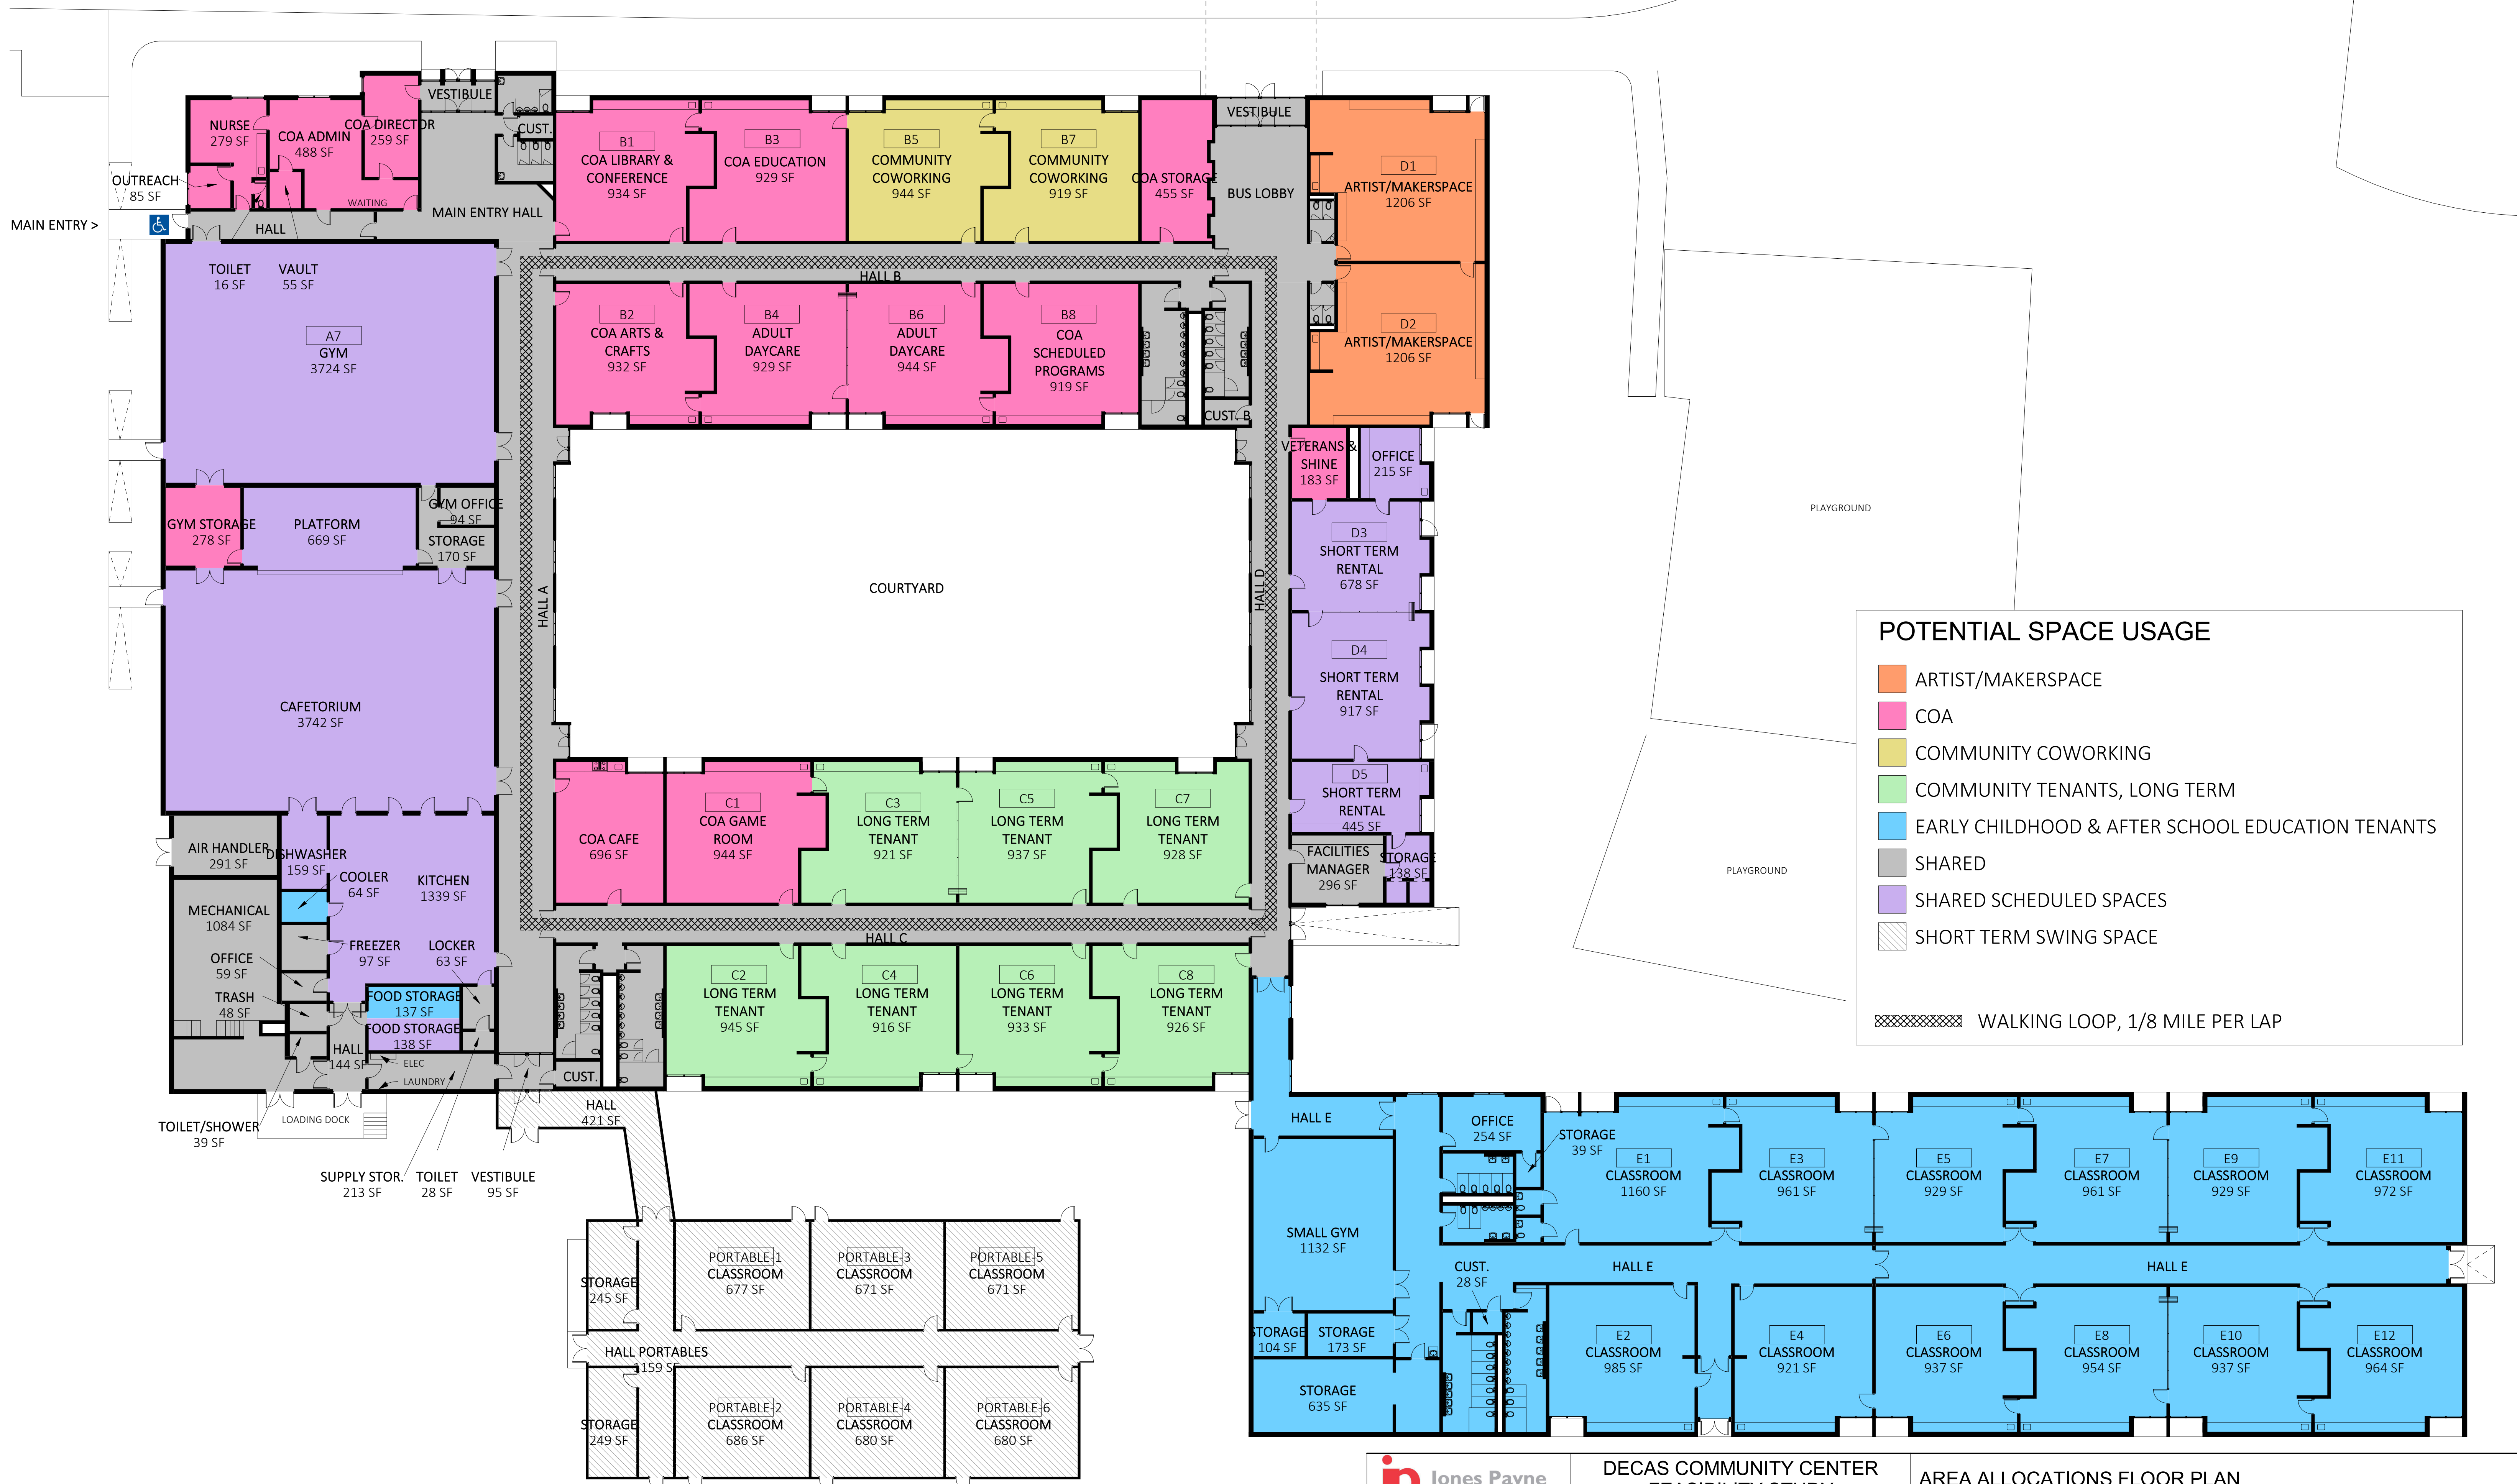 VESTIBULE
NURSE
279 SF
COA ADMIN
488 SF
COA DIRECTOR
259 SF
CUST.
OUTREACH
85 SF
WAITING
MAIN ENTRY >
HALL
MAIN ENTRY HALL
B1
COA LIBRARY &
CONFERENCE
934 SF
B3
COA EDUCATION
929 SF
B5
COMMUNITY
COWORKING
944 SF
B7
COMMUNITY
COWORKING
919 SF
COA STORAGE
455 SF
VESTIBULE
BUS LOBBY
D1
ARTIST/MAKERSPACE
1206 SF
TOILET
16 SF
VAULT
55 SF
A7
GYM
3724 SF
HALL B
B2
COA ARTS &
CRAFTS
932 SF
B4
ADULT
DAYCARE
929 SF
B6
ADULT
DAYCARE
944 SF
B8
COA
SCHEDULED
PROGRAMS
919 SF
CUST. B
D2
ARTIST/MAKERSPACE
1206 SF
VETERANS &
SHINE
183 SF
OFFICE
215 SF
GYM STORAGE
278 SF
PLATFORM
669 SF
GYM OFFICE
94 SF
STORAGE
170 SF
HALL A
COURTYARD
HALL D
D3
SHORT TERM
RENTAL
678 SF
D4
SHORT TERM
RENTAL
917 SF
D5
SHORT TERM
RENTAL
445 SF
FACILITIES
MANAGER
296 SF
STORAGE
138 SF
PLAYGROUND
PLAYGROUND
CAFETORIUM
3742 SF
COA CAFE
696 SF
C1
COA GAME
ROOM
944 SF
C3
LONG TERM
TENANT
921 SF
C5
LONG TERM
TENANT
937 SF
C7
LONG TERM
TENANT
928 SF
HALL C
C2
LONG TERM
TENANT
945 SF
C4
LONG TERM
TENANT
916 SF
C6
LONG TERM
TENANT
933 SF
C8
LONG TERM
TENANT
926 SF
CUST.
AIR HANDLER
291 SF
DISHWASHER
159 SF
COOLER
64 SF
KITCHEN
1339 SF
MECHANICAL
1084 SF
FREEZER
97 SF
LOCKER
63 SF
OFFICE
59 SF
TRASH
48 SF
FOOD STORAGE
137 SF
FOOD STORAGE
138 SF
HALL
144 SF
ELEC
LAUNDRY
LOADING DOCK
TOILET/SHOWER
39 SF
SUPPLY STOR.
213 SF
TOILET
28 SF
VESTIBULE
95 SF
HALL
421 SF
STORAGE
245 SF
PORTABLE-1
CLASSROOM
677 SF
PORTABLE-3
CLASSROOM
671 SF
PORTABLE-5
CLASSROOM
671 SF
HALL PORTABLES
1159 SF
STORAGE
249 SF
PORTABLE-2
CLASSROOM
686 SF
PORTABLE-4
CLASSROOM
680 SF
PORTABLE-6
CLASSROOM
680 SF
POTENTIAL SPACE USAGE
ARTIST/MAKERSPACE
COA
COMMUNITY COWORKING
COMMUNITY TENANTS, LONG TERM
EARLY CHILDHOOD & AFTER SCHOOL EDUCATION TENANTS
SHARED
SHARED SCHEDULED SPACES
SHORT TERM SWING SPACE
WALKING LOOP, 1/8 MILE PER LAP
HALL E
OFFICE
254 SF
STORAGE
39 SF
E1
CLASSROOM
1160 SF
E3
CLASSROOM
961 SF
E5
CLASSROOM
929 SF
E7
CLASSROOM
961 SF
E9
CLASSROOM
929 SF
E11
CLASSROOM
972 SF
SMALL GYM
1132 SF
CUST.
28 SF
HALL E
HALL E
STORAGE
104 SF
STORAGE
173 SF
STORAGE
635 SF
E2
CLASSROOM
985 SF
E4
CLASSROOM
921 SF
E6
CLASSROOM
937 SF
E8
CLASSROOM
954 SF
E10
CLASSROOM
937 SF
E12
CLASSROOM
964 SF
jp
Jones Payne
DECAS COMMUNITY CENTER
FEASIBILITY STUDY
AREA ALLOCATIONS FLOOR PLAN